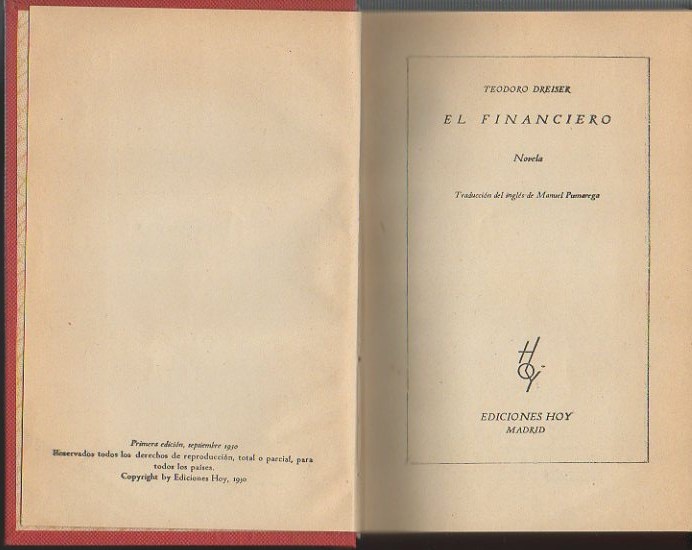 Primera edición, septiembre 1930
Reservados todos los derechos de reproducción, total o parcial, para
todos los países.
Copyright by Ediciones Hoy, 1930
TEODORO DREISER
EL FINANCIERO
Novela
Traducción del inglés de Manuel Pumarega
HOY
EDICIONES HOY
MADRID